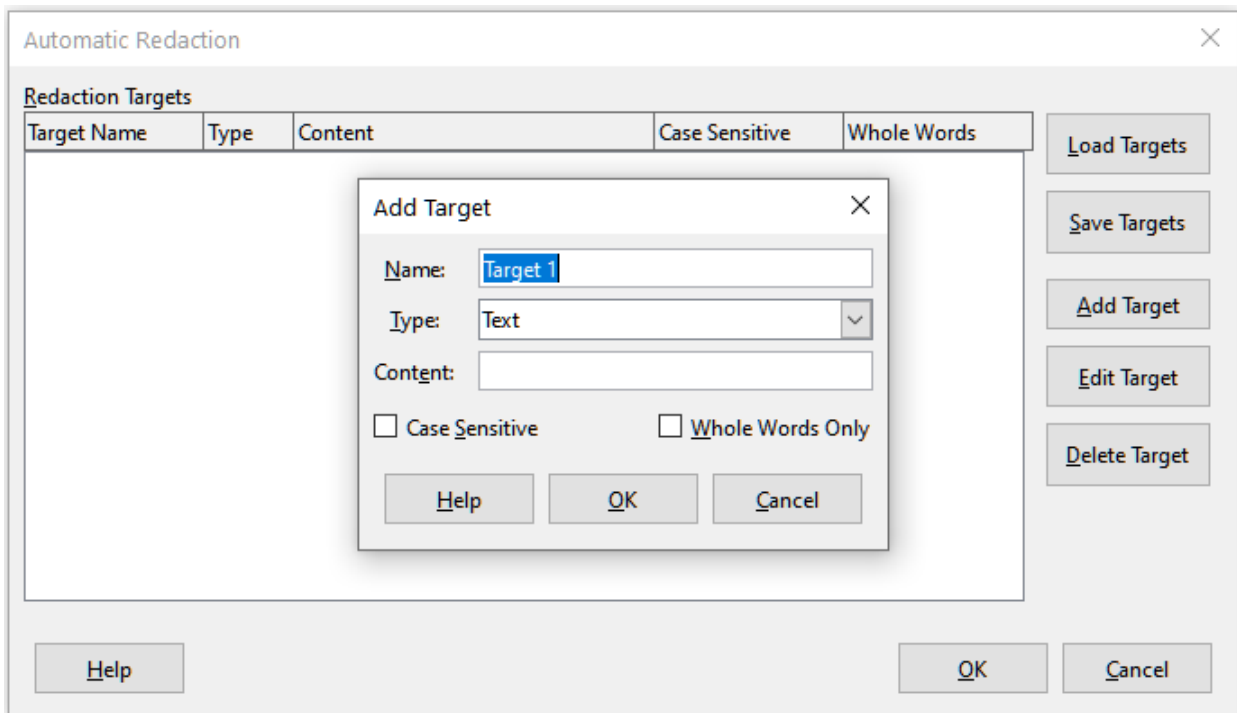 Automatic Redaction
Redaction Targets
Target Name Type Content Case Sensitive Whole Words
Load Targets
Save Targets
Add Target
Edit Target
Delete Target
Add Target
Name: Target 1
Type: Text
Content:
Case Sensitive Whole Words Only
Help OK Cancel
Help OK Cancel